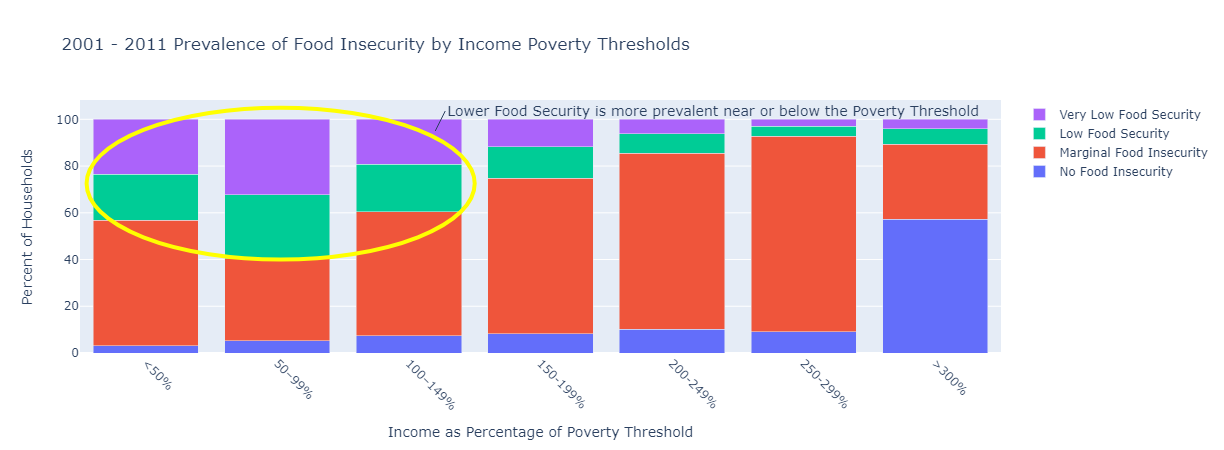 2001 - 2011 Prevalence of Food Insecurity by Income Poverty Thresholds
Lower Food Security is more prevalent near or below the Poverty Threshold
Very Low Food Security
Low Food Security
Marginal Food Insecurity
No Food Insecurity
Percent of Households
100
80
60
40
20
0
<50%
50–99%
100–149%
150-199%
200-249%
250-299%
>300%
Income as Percentage of Poverty Threshold